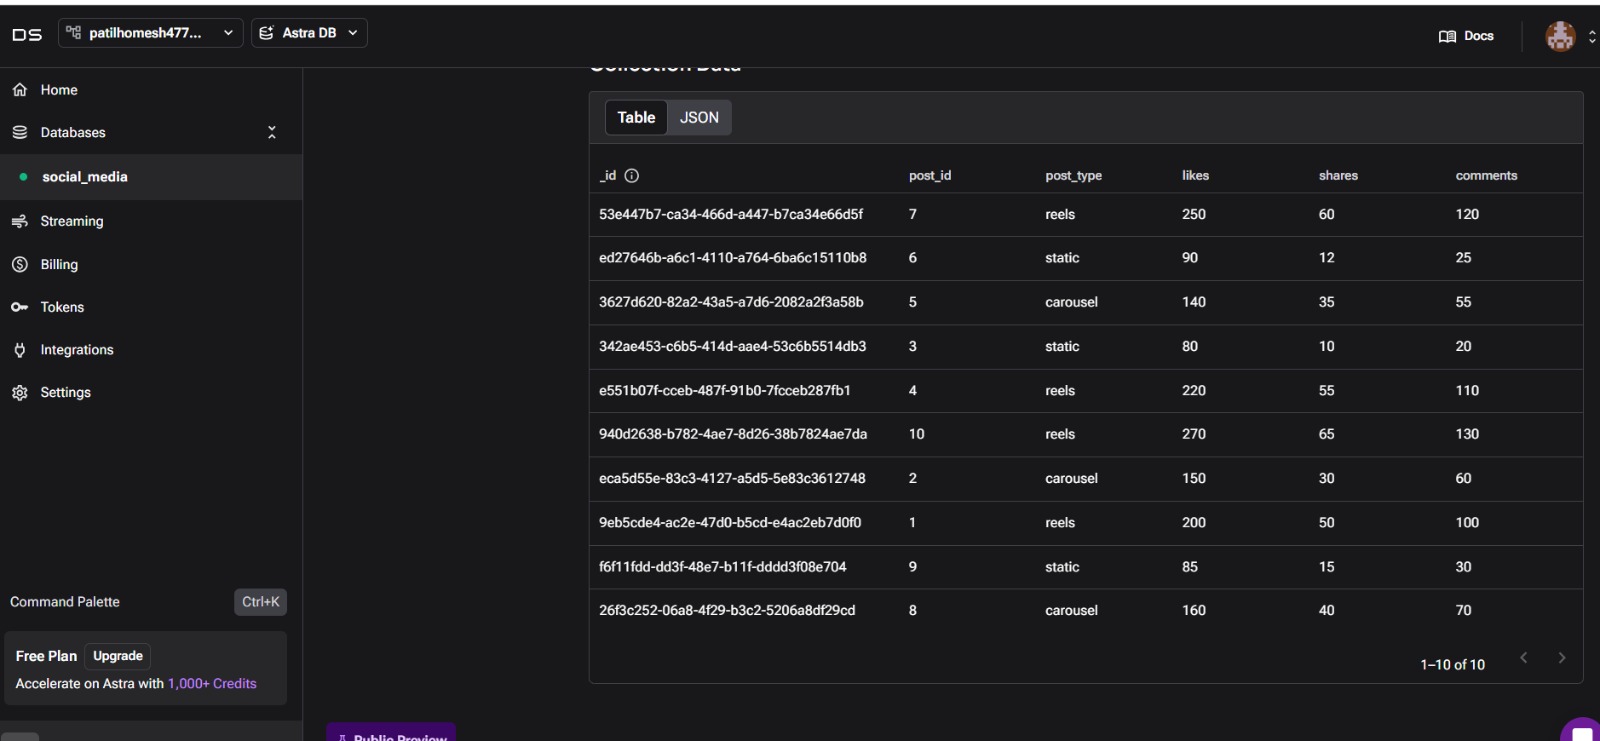 DS patilhomesh477... Astra DB Docs
Collection Data
Home
Databases
social_media
Streaming
Billing
Tokens
Integrations
Settings
Command Palette Ctrl+K
Free Plan Upgrade
Accelerate on Astra with 1,000+ Credits
Table JSON
_id post_id post_type likes shares comments
53e447b7-ca34-466d-a447-b7ca34e66d5f 7 reels 250 60 120
ed27646b-a6c1-4110-a764-6ba6c15110b8 6 static 90 12 25
3627d620-82a2-43a5-a7d6-2082a2f3a58b 5 carousel 140 35 55
342ae453-c6b5-414d-aae4-53c6b5514db3 3 static 80 10 20
e551b07f-cceb-487f-91b0-7fcceb287fb1 4 reels 220 55 110
940d2638-b782-4ae7-8d26-38b7824ae7da 10 reels 270 65 130
eca5d55e-83c3-4127-a5d5-5e83c3612748 2 carousel 150 30 60
9eb5cde4-ac2e-47d0-b5cd-e4ac2eb7d0f0 1 reels 200 50 100
f6f11fdd-dd3f-48e7-b11f-dddd3f08e704 9 static 85 15 30
26f3c252-06a8-4f29-b3c2-5206a8df29cd 8 carousel 160 40 70
1–10 of 10
Public Preview